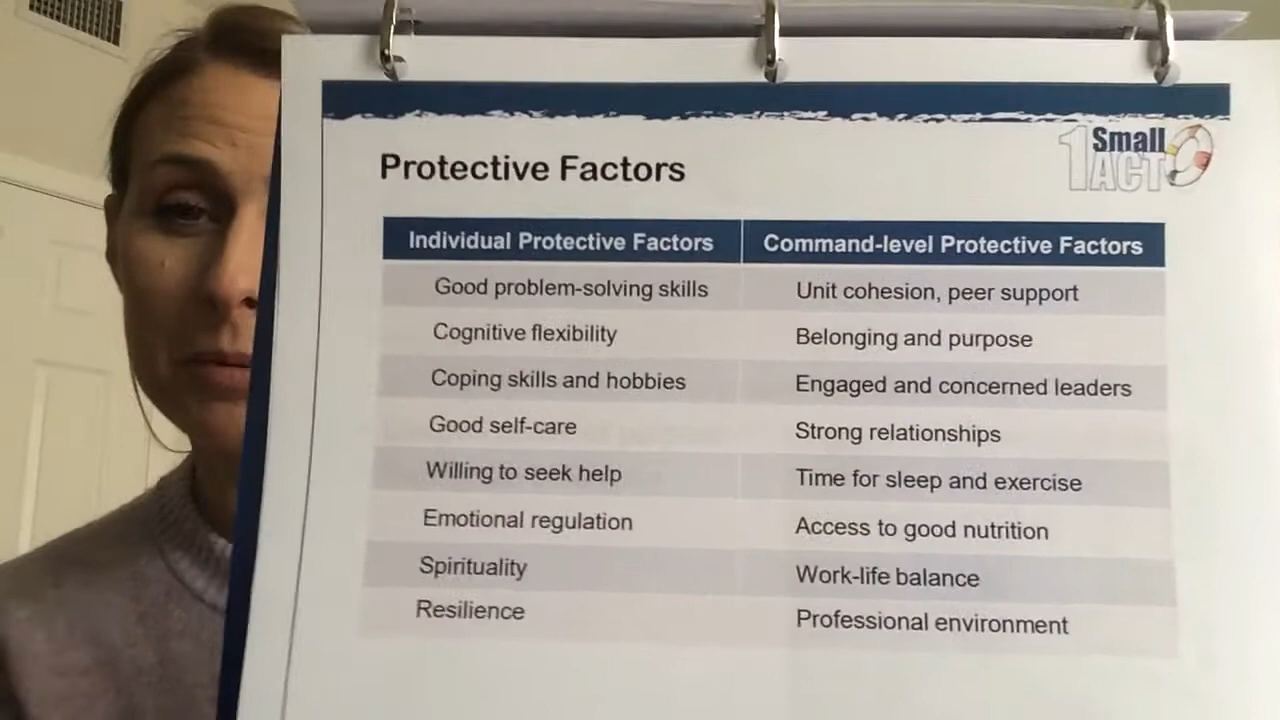 1 Small
ACT
Protective Factors
Individual Protective Factors Command-level Protective Factors
Good problem-solving skills Unit cohesion, peer support
Cognitive flexibility Belonging and purpose
Coping skills and hobbies Engaged and concerned leaders
Good self-care Strong relationships
Willing to seek help Time for sleep and exercise
Emotional regulation Access to good nutrition
Spirituality Work-life balance
Resilience Professional environment